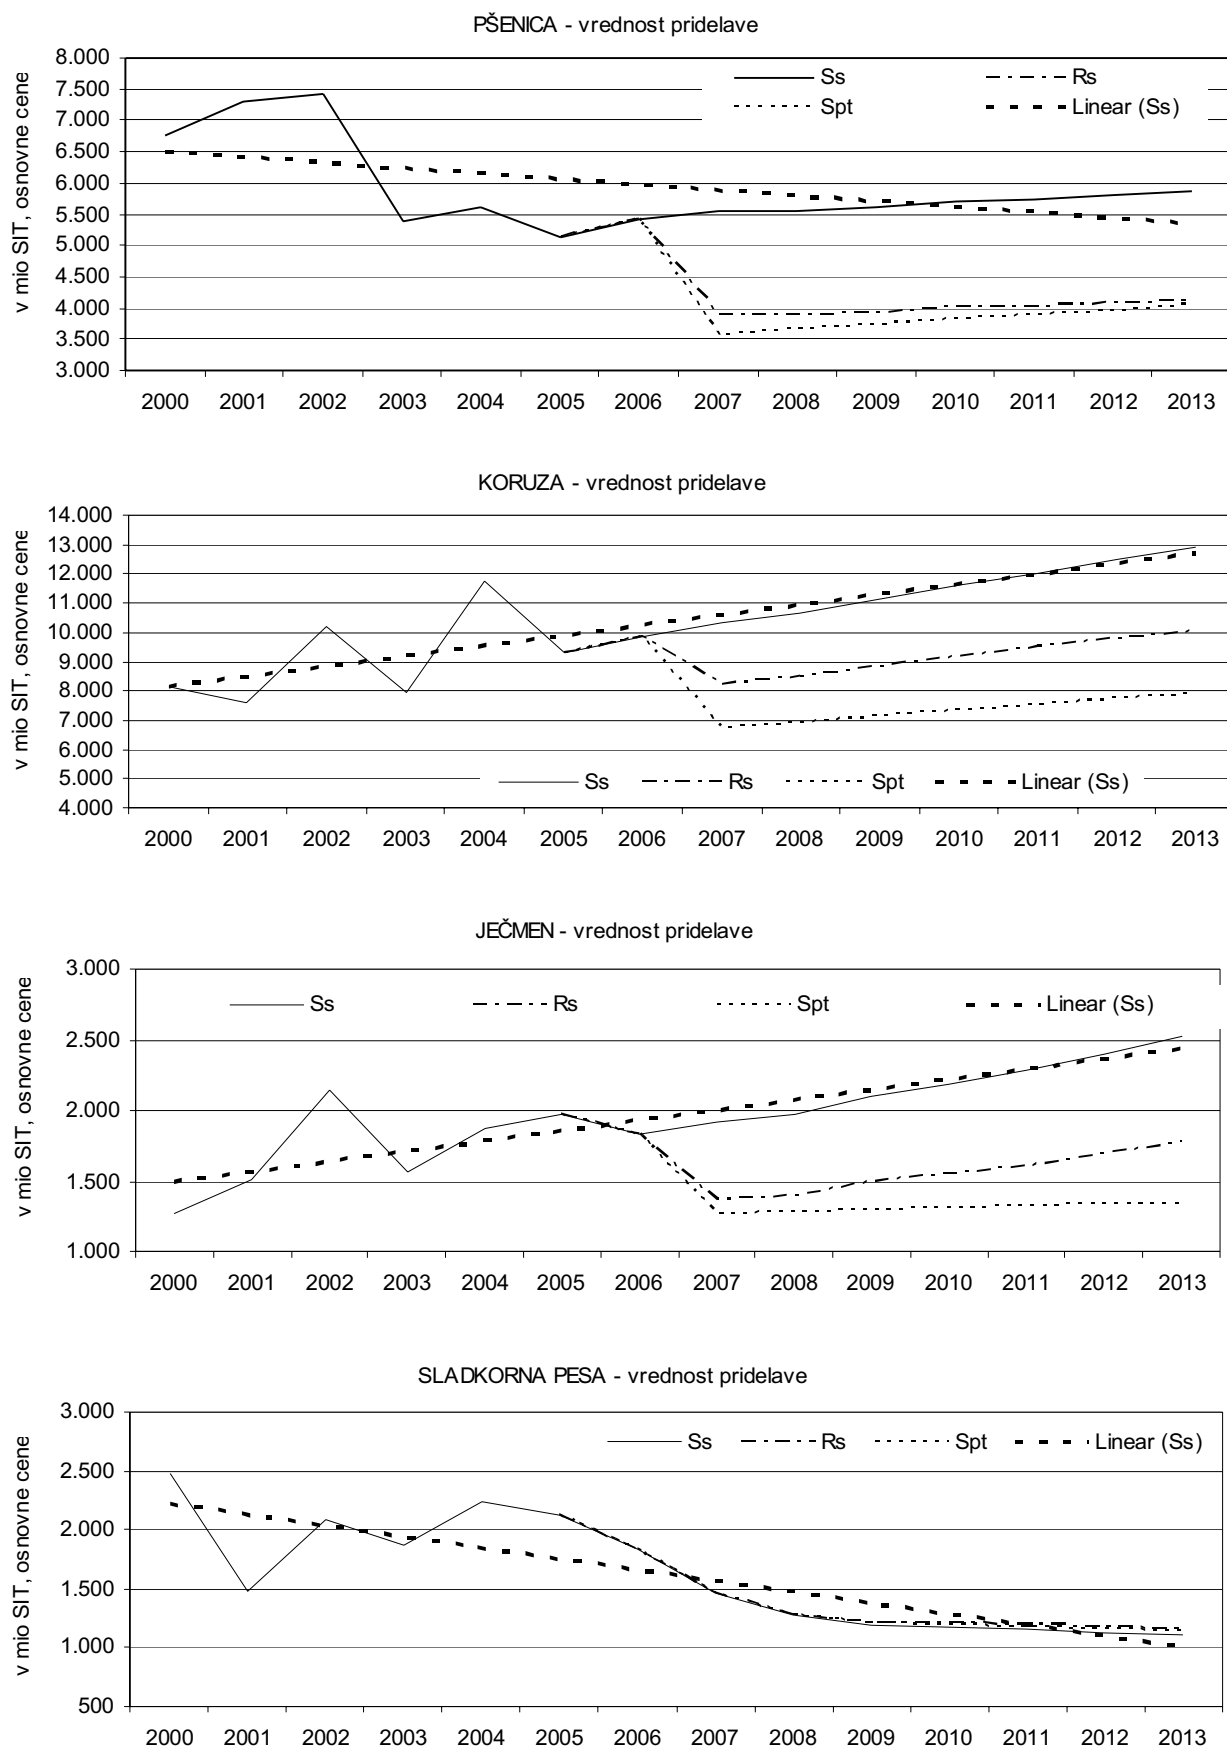 PŠENICA - vrednost pridelave
v mio SIT, osnovne cene
8.000
7.500
7.000
6.500
6.000
5.500
5.000
4.500
4.000
3.500
3.000
Ss Rs
Spt Linear (Ss)
2000 2001 2002 2003 2004 2005 2006 2007 2008 2009 2010 2011 2012 2013
KORUZA - vrednost pridelave
v mio SIT, osnovne cene
14.000
13.000
12.000
11.000
10.000
9.000
8.000
7.000
6.000
5.000
4.000
Ss Rs Spt Linear (Ss)
2000 2001 2002 2003 2004 2005 2006 2007 2008 2009 2010 2011 2012 2013
JEČMEN - vrednost pridelave
v mio SIT, osnovne cene
3.000
2.500
2.000
1.500
1.000
Ss Rs Spt Linear (Ss)
2000 2001 2002 2003 2004 2005 2006 2007 2008 2009 2010 2011 2012 2013
SLADKORNA PESA - vrednost pridelave
v mio SIT, osnovne cene
3.000
2.500
2.000
1.500
1.000
500
Ss Rs Spt Linear (Ss)
2000 2001 2002 2003 2004 2005 2006 2007 2008 2009 2010 2011 2012 2013